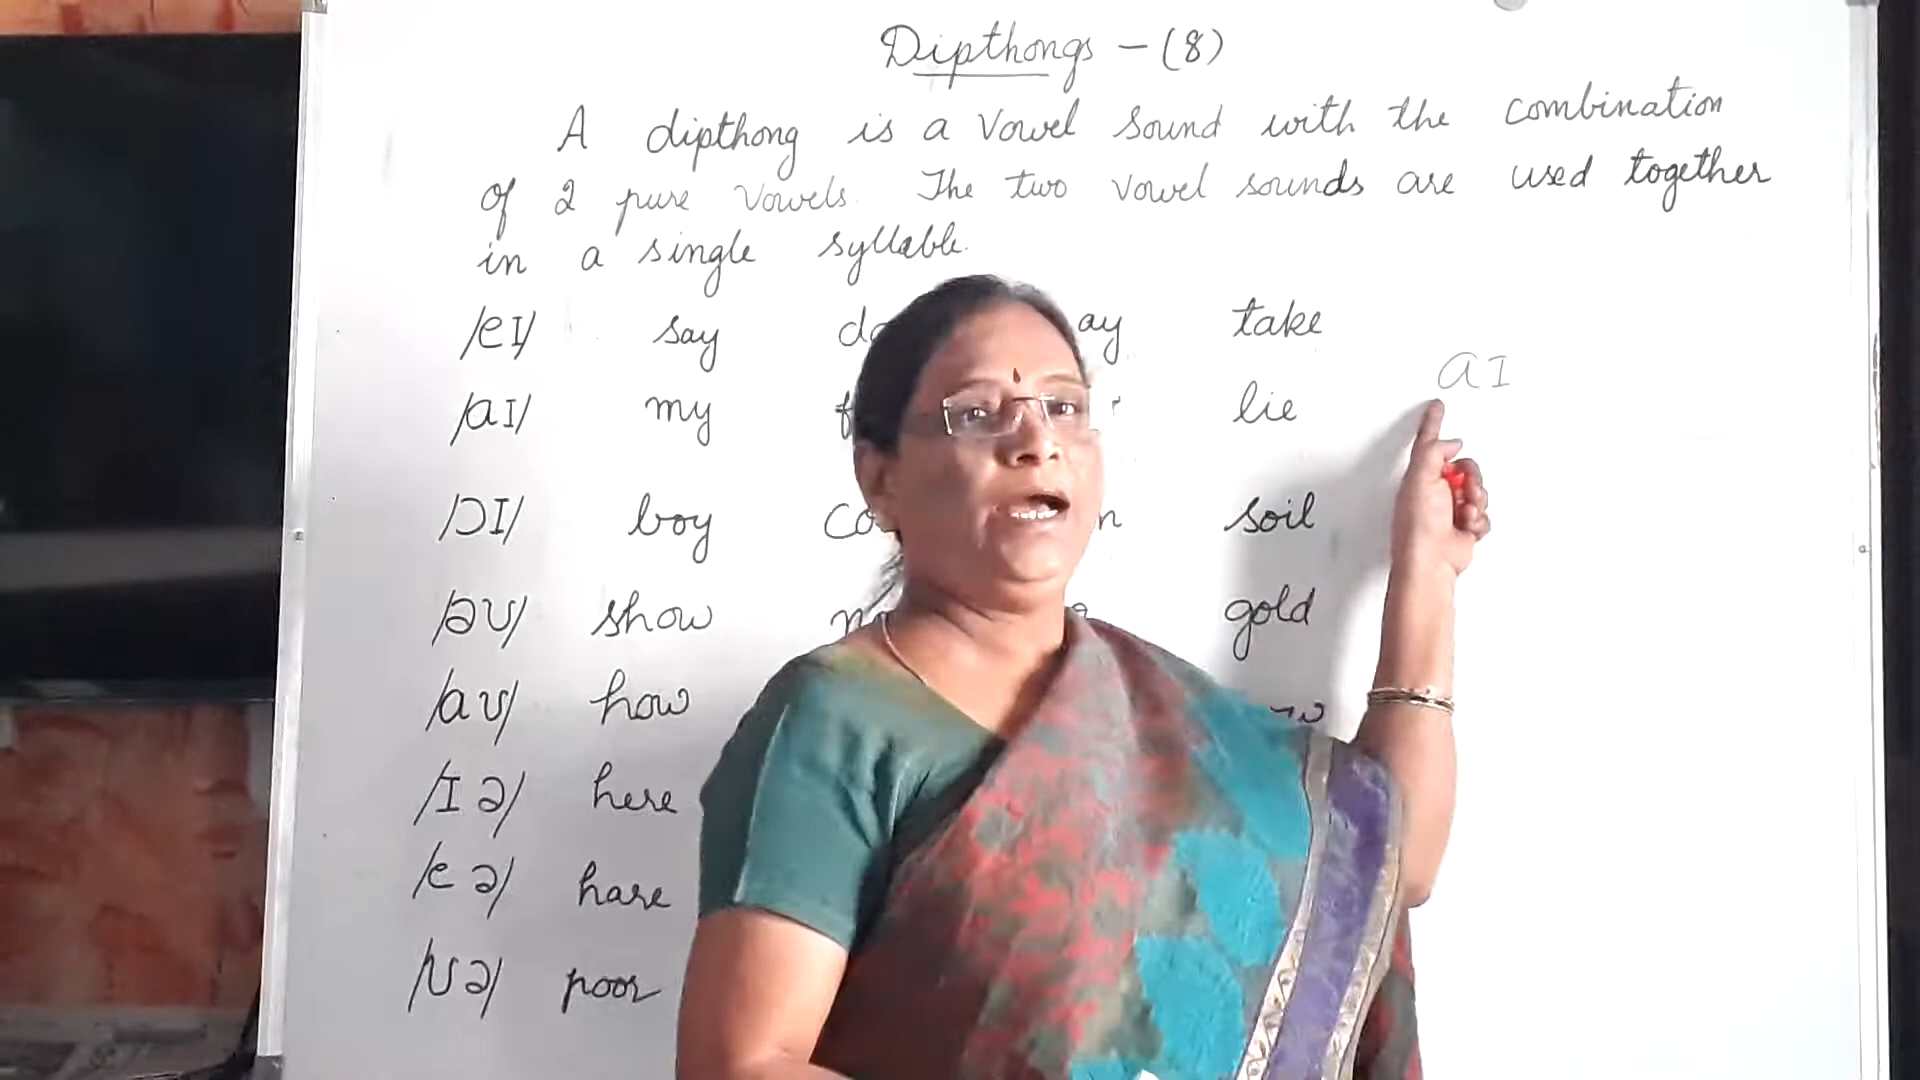 Dipthongs - (8)
A dipthong is a vowel sound with the combination
of 2 pure vowels. The two vowel sounds are used together
in a single syllable.
/eɪ/ say take
/aɪ/ my lie
aɪ
/ɔɪ/ boy soil
/əʊ/ show gold
/aʊ/ how
/ɪə/ here
/eə/ hare
/ʊə/ poor